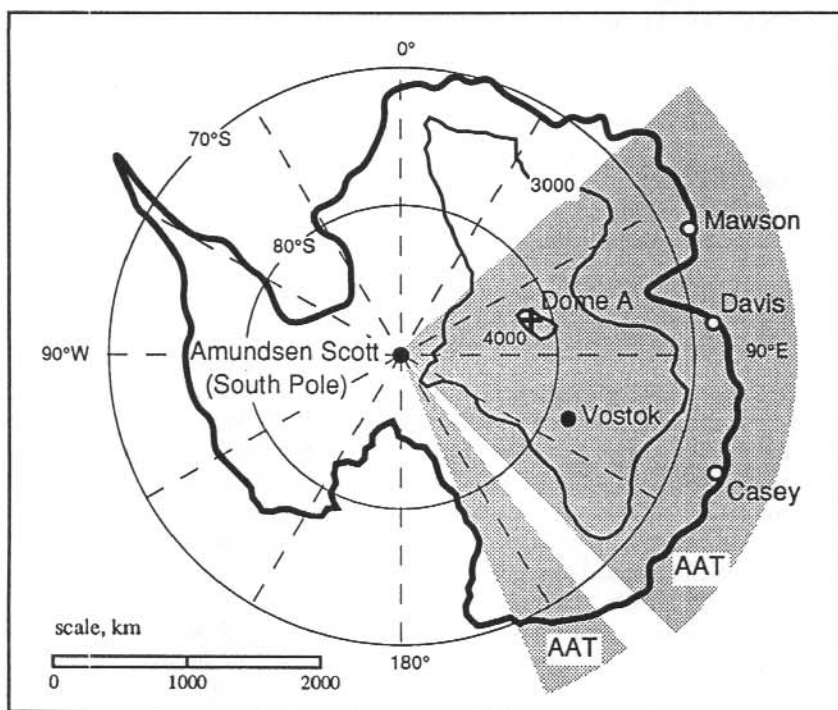 0°
70°S
3000
Mawson
80°S
Dome A
Davis
4000
90°W
Amundsen Scott
(South Pole)
90°E
Vostok
Casey
AAT
AAT
scale, km
180°
0 1000 2000